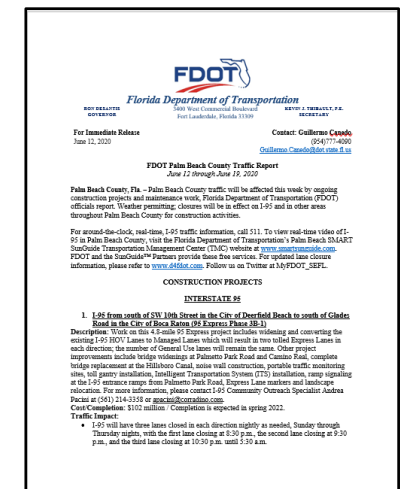 FDOT
Florida Department of Transportation
RON DESANTIS
GOVERNOR
3400 West Commercial Boulevard
Fort Lauderdale, Florida 33309
KEVIN J. THIBAULT, P.E.
SECRETARY
For Immediate Release
June 12, 2020
Contact: Guillermo Canedo
(954)777-4090
Guillermo.Canedo@dot.state.fl.us
FDOT Palm Beach County Traffic Report
June 12 through June 19, 2020
Palm Beach County, Fla. – Palm Beach County traffic will be affected this week by ongoing
construction projects and maintenance work, Florida Department of Transportation (FDOT)
officials report. Weather permitting; closures will be in effect on I-95 and in other areas
throughout Palm Beach County for construction activities.
For around-the-clock, real-time, I-95 traffic information, call 511. To view real-time video of I-
95 in Palm Beach County, visit the Florida Department of Transportation's Palm Beach SMART
SunGuide Transportation Management Center (TMC) website at www.smartsunguide.com.
FDOT and the SunGuide™ Partners provide these free services. For updated lane closure
information, please refer to www.d4fdot.com. Follow us on Twitter at MyFDOT_SEFL.
CONSTRUCTION PROJECTS
INTERSTATE 95
1. I-95 from south of SW 10th Street in the City of Deerfield Beach to south of Glades
Road in the City of Boca Raton (95 Express Phase 3B-1)
Description: Work on this 4.8-mile 95 Express project includes widening and converting the
existing I-95 HOV Lanes to Managed Lanes which will result in two tolled Express Lanes in
each direction; the number of General Use lanes will remain the same. Other project
improvements include bridge widenings at Palmetto Park Road and Camino Real, complete
bridge replacement at the Hillsboro Canal, noise wall construction, portable traffic monitoring
sites, toll gantry installation, Intelligent Transportation System (ITS) installation, ramp signaling
at the I-95 entrance ramps from Palmetto Park Road, Express Lane markers and landscape
relocation. For more information, please contact I-95 Community Outreach Specialist Andrea
Pacini at (561) 214-3358 or apacini@corradino.com.
Cost/Completion: $102 million / Completion is expected in spring 2022.
Traffic Impact:
• I-95 will have three lanes closed in each direction nightly as needed, Sunday through
Thursday nights, with the first lane closing at 8:30 p.m., the second lane closing at 9:30
p.m., and the third lane closing at 10:30 p.m. until 5:30 a.m.